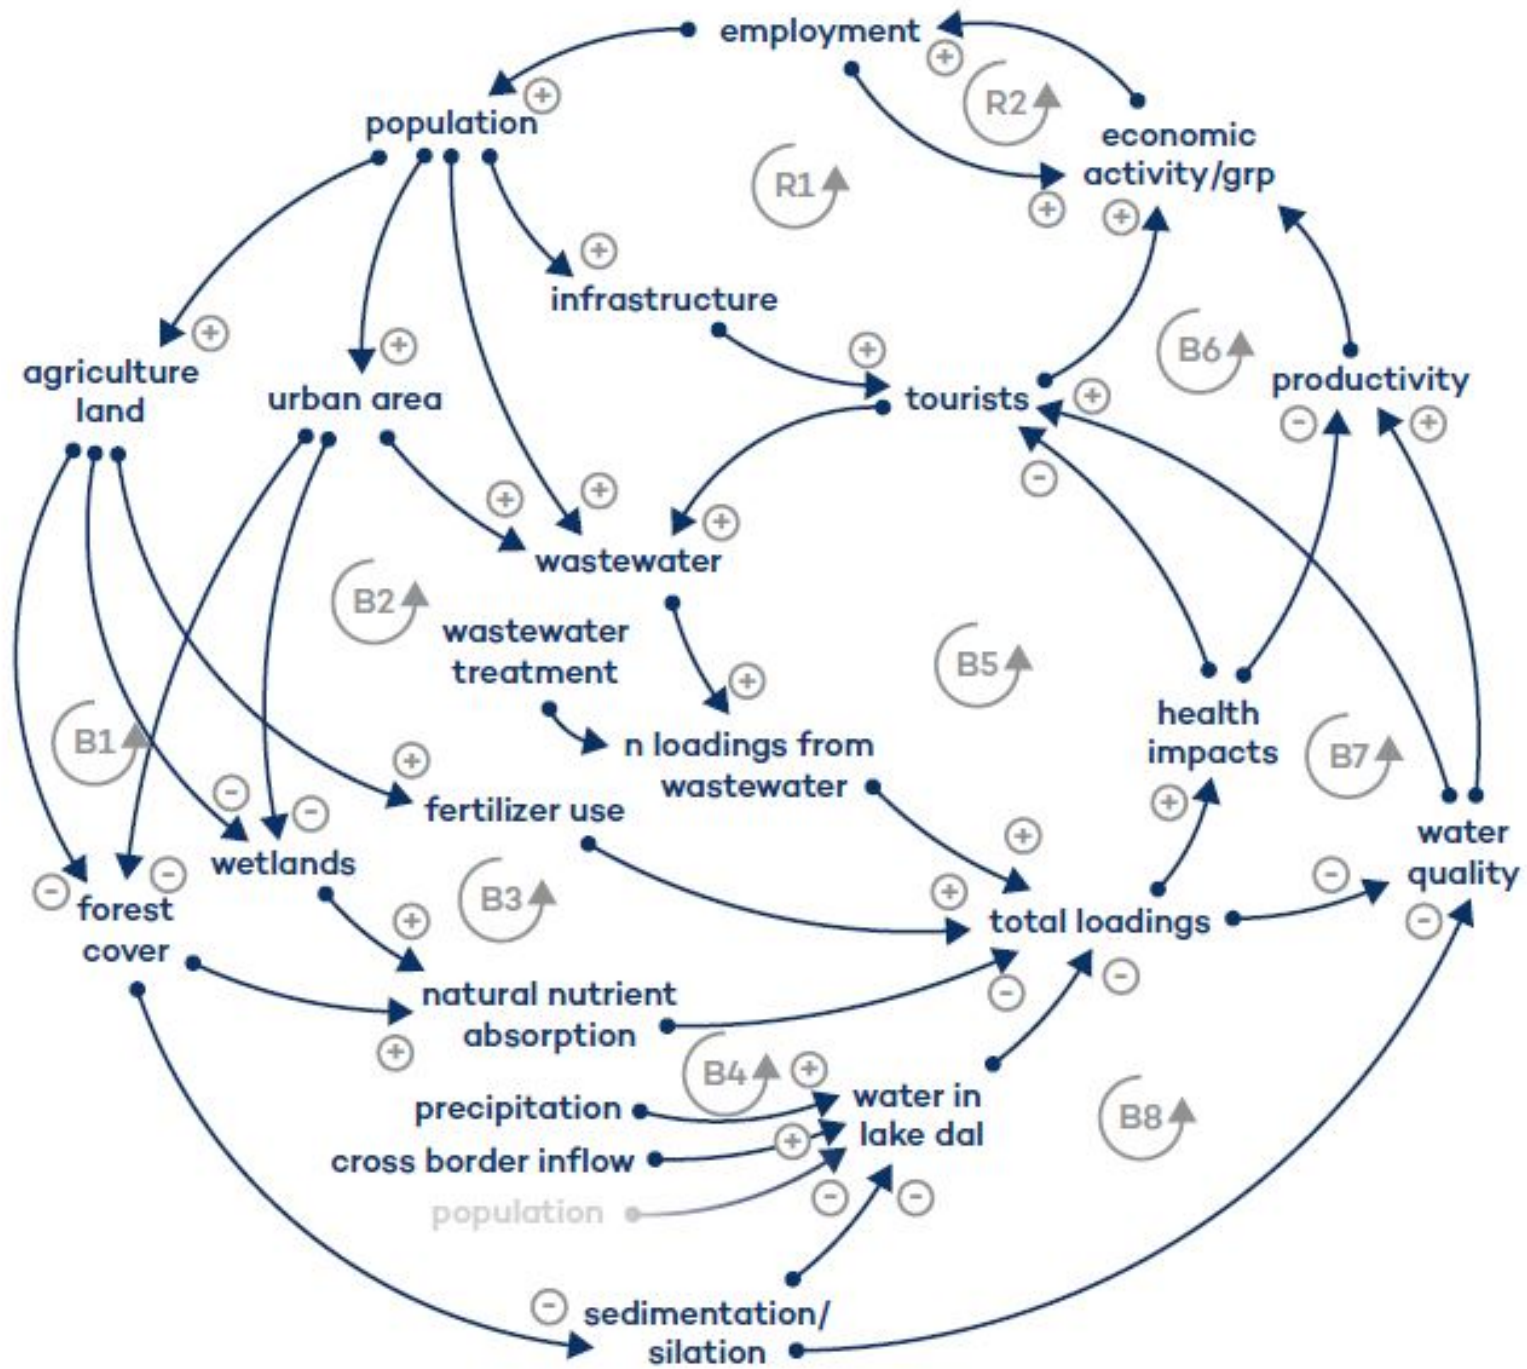 employment
+
R2
+
population
economic
activity/grp
R1
+
+
+
infrastructure
+
+
agriculture
land
urban area
+
+
tourists
+
B6
productivity
-
+
-
+
+
+
wastewater
B2
wastewater
treatment
B5
+
n loadings from
wastewater
health
impacts
B1
B7
+
-
-
fertilizer use
+
+
water
quality
wetlands
-
-
forest
cover
+
B3
+
total loadings
-
-
natural nutrient
absorption
-
-
+
B4
+
precipitation
water in
lake dal
B8
cross border inflow
+
population
-
-
-
sedimentation/
silation